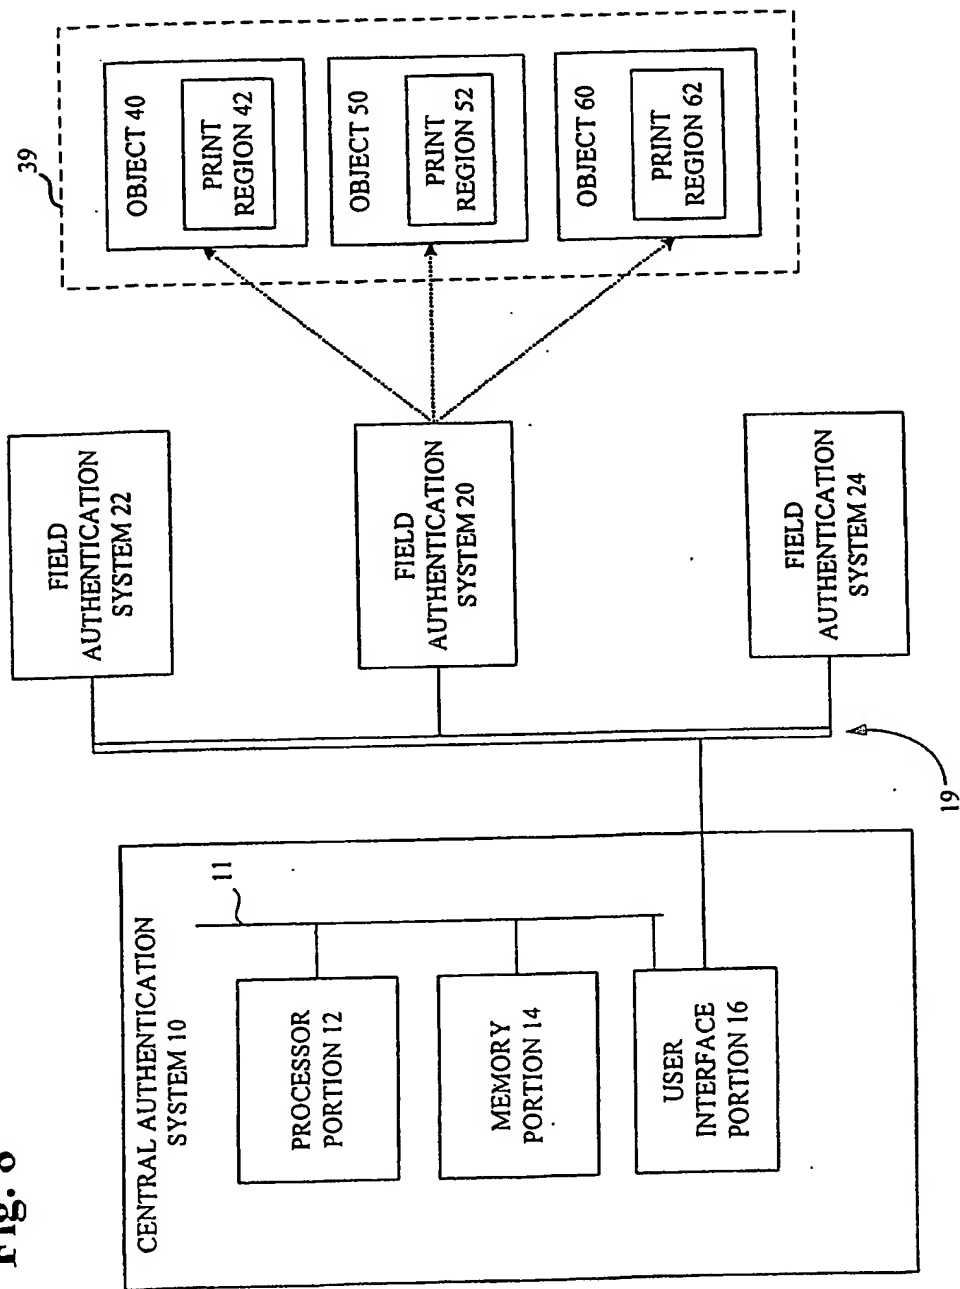 Fig.
CENTRAL AUTHENTICATION
SYSTEM 10
11
PROCESSOR
PORTION 12
MEMORY
PORTION 14
USER
INTERFACE
PORTION 16
19
FIELD
AUTHENTICATION
SYSTEM 22
FIELD
AUTHENTICATION
SYSTEM 20
FIELD
AUTHENTICATION
SYSTEM 24
39
OBJECT 40
PRINT
REGION 42
OBJECT 50
PRINT
REGION 52
OBJECT 60
PRINT
REGION 62